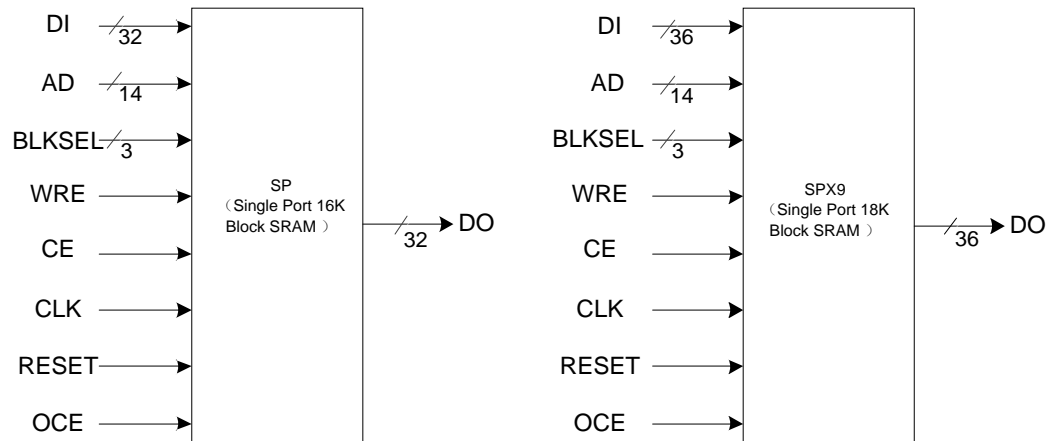 DI
32
AD
14
BLKSEL
3
WRE
CE
CLK
RESET
OCE
SP
（Single Port 16K
Block SRAM ）
DO
32
DI
36
AD
14
BLKSEL
3
WRE
CE
CLK
RESET
OCE
SPX9
（Single Port 18K
Block SRAM ）
DO
36